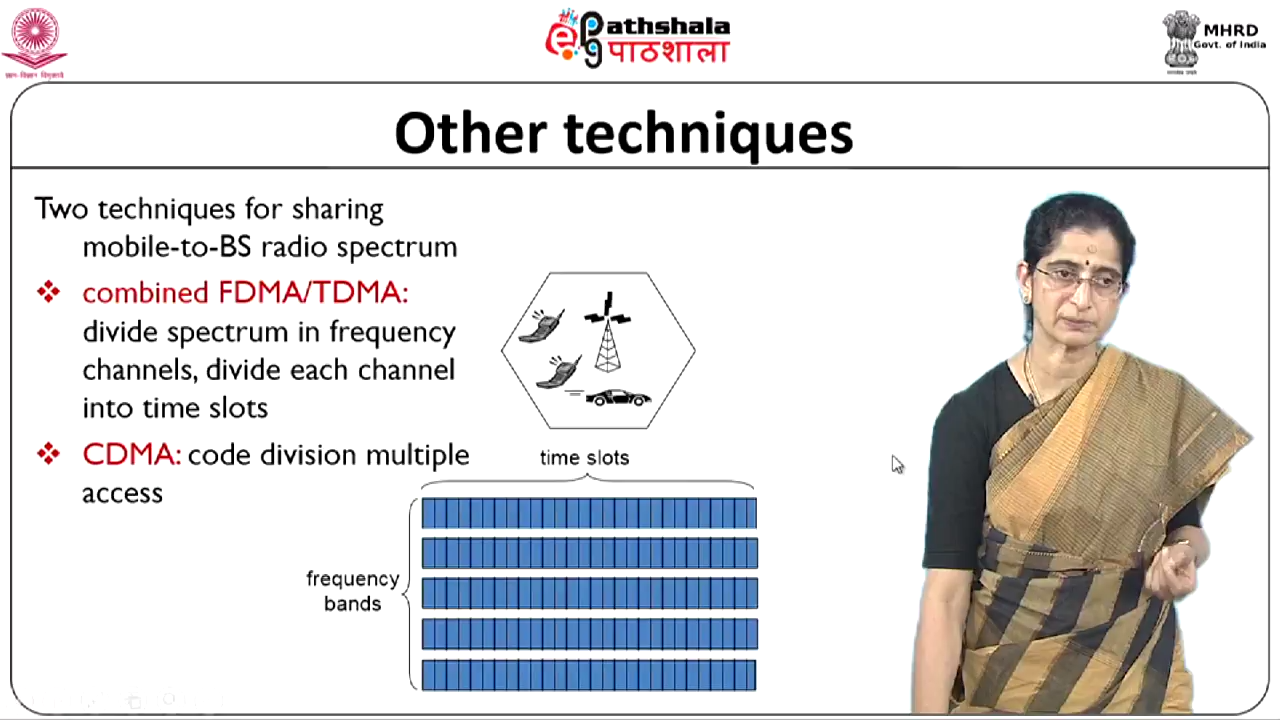 ePathshala
पाठशाला
MHRD
Govt. of India
Other techniques
Two techniques for sharing
mobile-to-BS radio spectrum
❖ combined FDMA/TDMA:
divide spectrum in frequency
channels, divide each channel
into time slots
❖ CDMA: code division multiple
access
time slots
frequency
bands